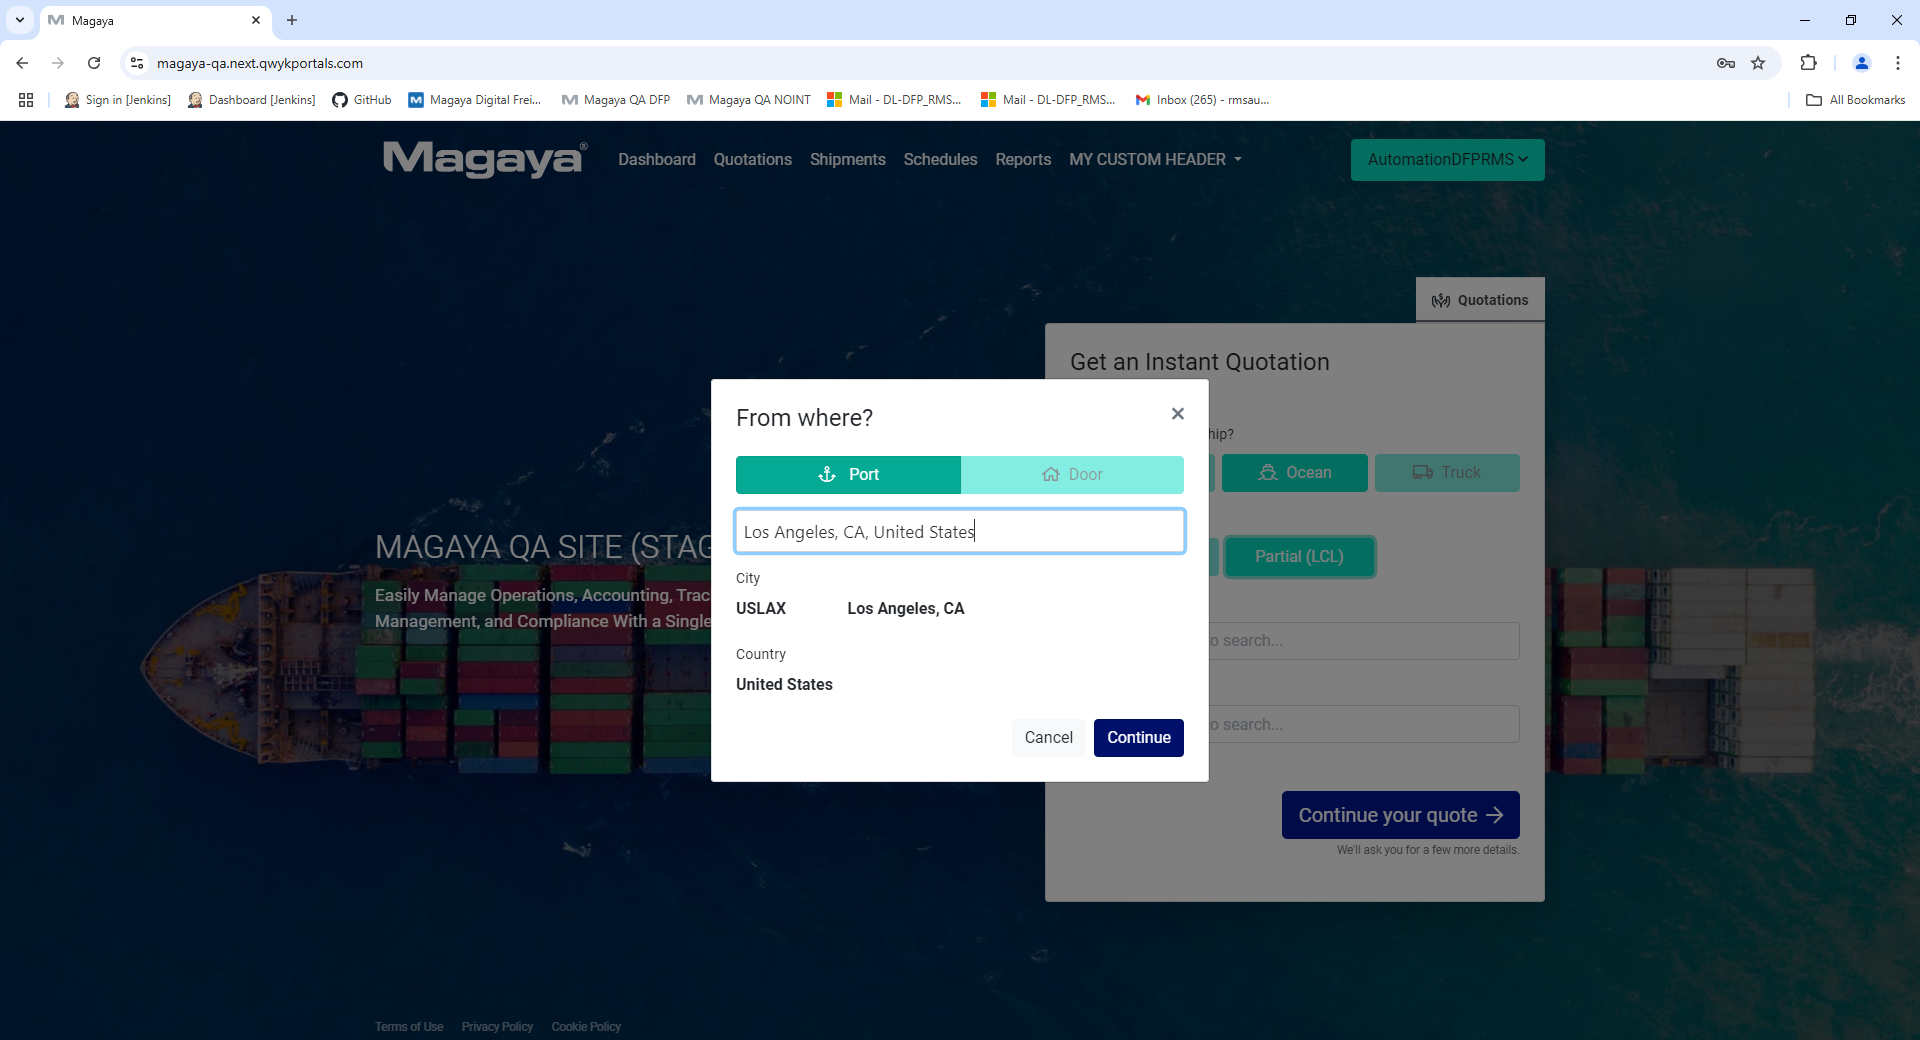 Magaya
magaya-qa.next.qwykportals.com
Sign in [Jenkins]
Dashboard [Jenkins]
GitHub
Magaya Digital Frei...
Magaya QA DFP
Magaya QA NOINT
Mail - DL-DFP_RMS...
Mail - DL-DFP_RMS...
Inbox (265) - rmsau...
All Bookmarks
Magaya®
Dashboard
Quotations
Shipments
Schedules
Reports
MY CUSTOM HEADER
AutomationDFPRMS
Quotations
Get an Instant Quotation
hip?
Ocean
Truck
Partial (LCL)
o search...
o search...
Continue your quote
We'll ask you for a few more details.
MAGAYA QA SITE (STAG
Easily Manage Operations, Accounting, Trac
Management, and Compliance With a Single
From where?
Port
Door
Los Angeles, CA, United States
City
USLAX Los Angeles, CA
Country
United States
Cancel
Continue
Terms of Use
Privacy Policy
Cookie Policy